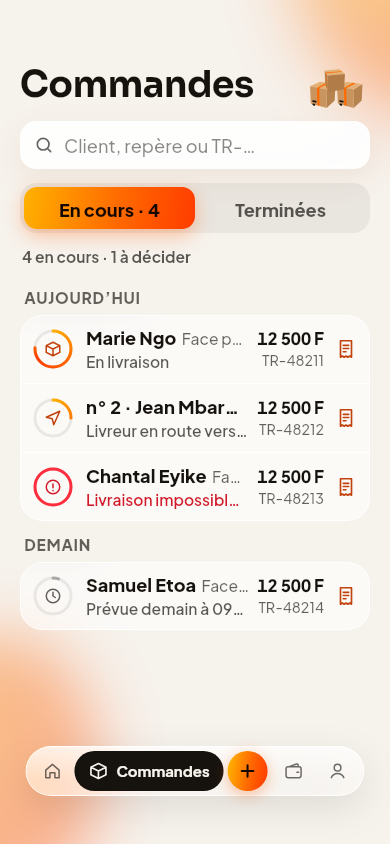 Commandes
Client, repère ou TR-…
En cours · 4
Terminées
4 en cours · 1 à décider
AUJOURD’HUI
Marie Ngo Face p… 12 500 F
En livraison TR-48211
n° 2 · Jean Mbar… 12 500 F
Livreur en route vers… TR-48212
Chantal Eyike Fa… 12 500 F
Livraison impossibl… TR-48213
DEMAIN
Samuel Etoa Face… 12 500 F
Prévue demain à 09… TR-48214
Commandes